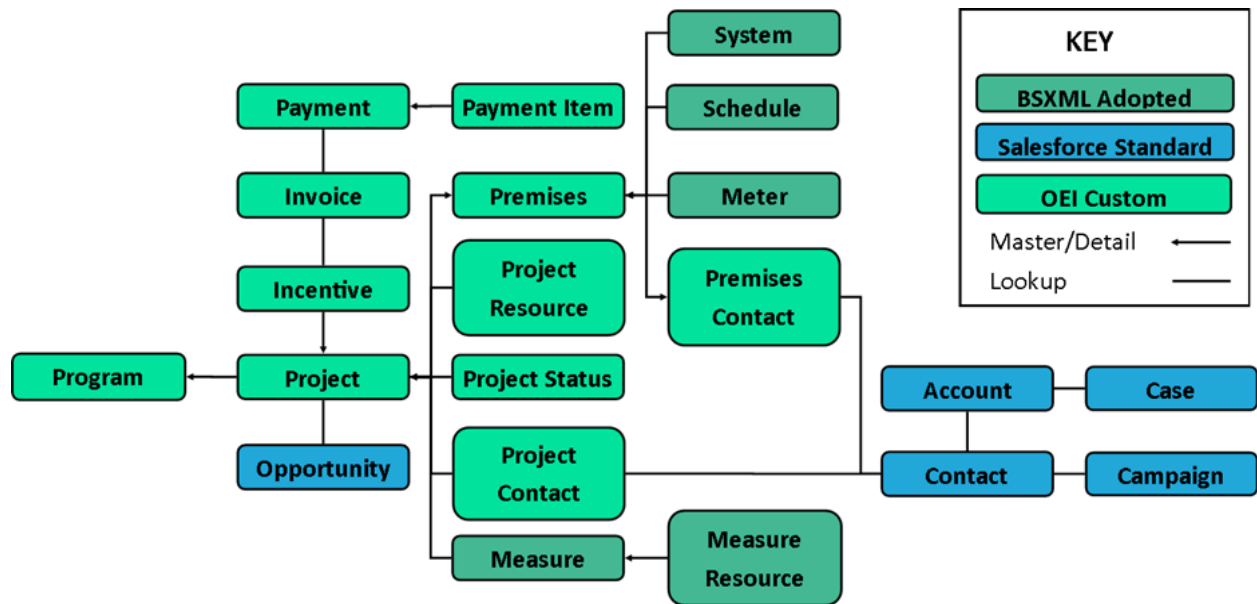 System
KEY
Payment
Payment Item
Schedule
BSXML Adopted
Salesforce Standard
Invoice
Premises
Meter
OEI Custom
Master/Detail
Lookup
Project
Resource
Premises
Contact
Incentive
Program
Project
Project Status
Account
Case
Opportunity
Project
Contact
Contact
Campaign
Measure
Measure
Resource